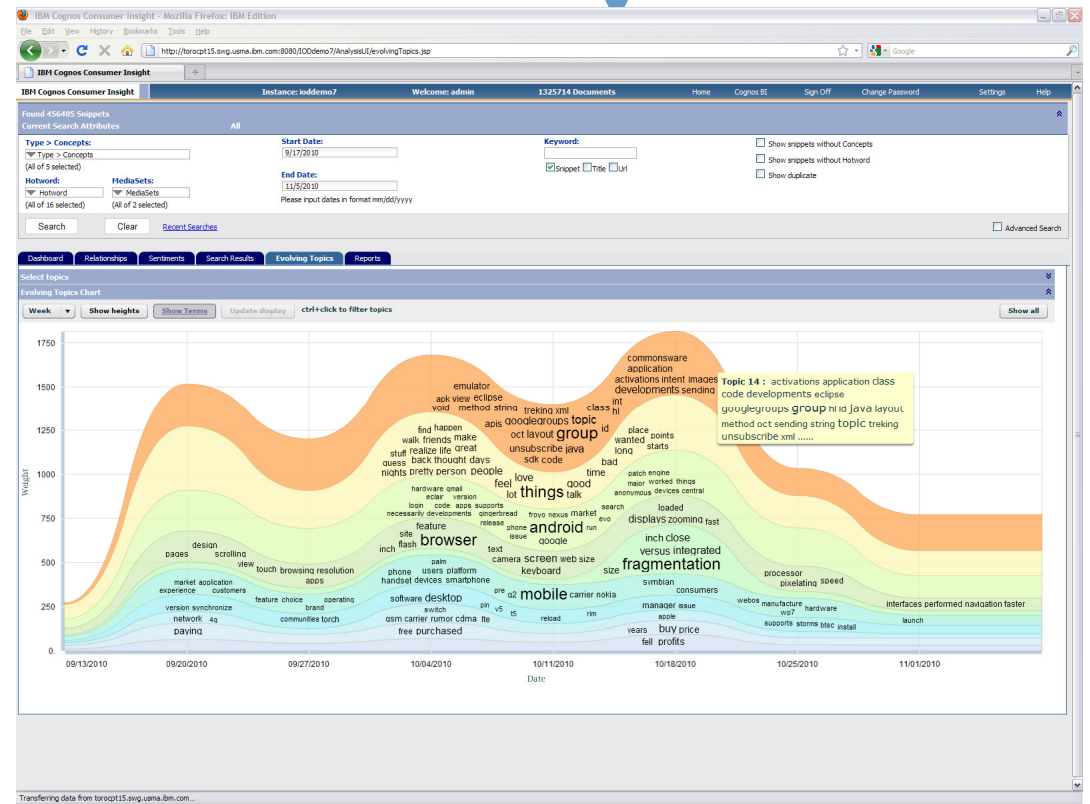 IBM Cognos Consumer Insight - Mozilla Firefox: IBM Edition
File Edit View History Bookmarks Tools Help
http://torocpt15.swg.usma.ibm.com:8080/IODdemo7/AnalysisUI/evolvingTopics.jsp
Google
IBM Cognos Consumer Insight
IBM Cognos Consumer Insight Instance: ioddemo7 Welcome: admin 1325714 Documents Home Cognos BI Sign Off Change Password Settings Help
Found 456405 Snippets
Current Search Attributes All
Type > Concepts: Start Date: Keyword: Show snippets without Concepts
Type > Concepts 9/17/2010 Show snippets without Hotword
(All of 5 selected) Snippet Title Url
End Date: Show duplicate
Hotword: MediaSets: 11/5/2010
Hotword MediaSets Please input dates in format mm/dd/yyyy
(All of 16 selected) (All of 2 selected)
Search Clear Recent Searches Advanced Search
Dashboard Relationships Sentiments Search Results Evolving Topics Reports
Select topics
Evolving Topics Chart
Week Show heights Show Terms Update display ctrl+click to filter topics Show all
1750
commonsware
application
activations intent images
developments sending
Topic 14 : activations application class
code developments eclipse
googlegroups group hl id java layout
method oct sending string topic treking
unsubscribe xml ......
1500
emulator
apk view eclipse
void method string treking xml class int hl
apis googlegroups topic id
1250
find happen oct layout group place points
walk friends make wanted
stuff realize life great unsubscribe java long starts
guess back thought days sdk code bad
nights pretty person people time
1000
Weight
feel love good
lot things talk
patch engine
major worked things
anonymous devices central
hardware gmail
eclair version
login code apps supports
necessarily developments gingerbread froyo nexus market search loaded
750
feature release phone android run evo displays zooming fast
site issue google
flash browser inch close
inch text versus integrated
design
pages scrolling
view
500
touch browsing resolution
apps
palm camera screen web size
phone users platform keyboard size fragmentation
handset devices smartphone symbian
processor
pixelating speed
market application
experience customers
pre g2 mobile carrier nokia consumers
feature choice operating
brand
software desktop
webos manufacture hardware
wp7
interfaces performed navigation faster
250
version synchronize switch pin v5 t5 rim manager issue
network 4g communities torch gsm carrier rumor cdma lte reload apple supports storms btsc install launch
paying free purchased years buy price
fell profits
0.
09/13/2010 09/20/2010 09/27/2010 10/04/2010 10/11/2010 10/18/2010 10/25/2010 11/01/2010
Date
Transferring data from torocpt15.swg.usma.ibm.com...